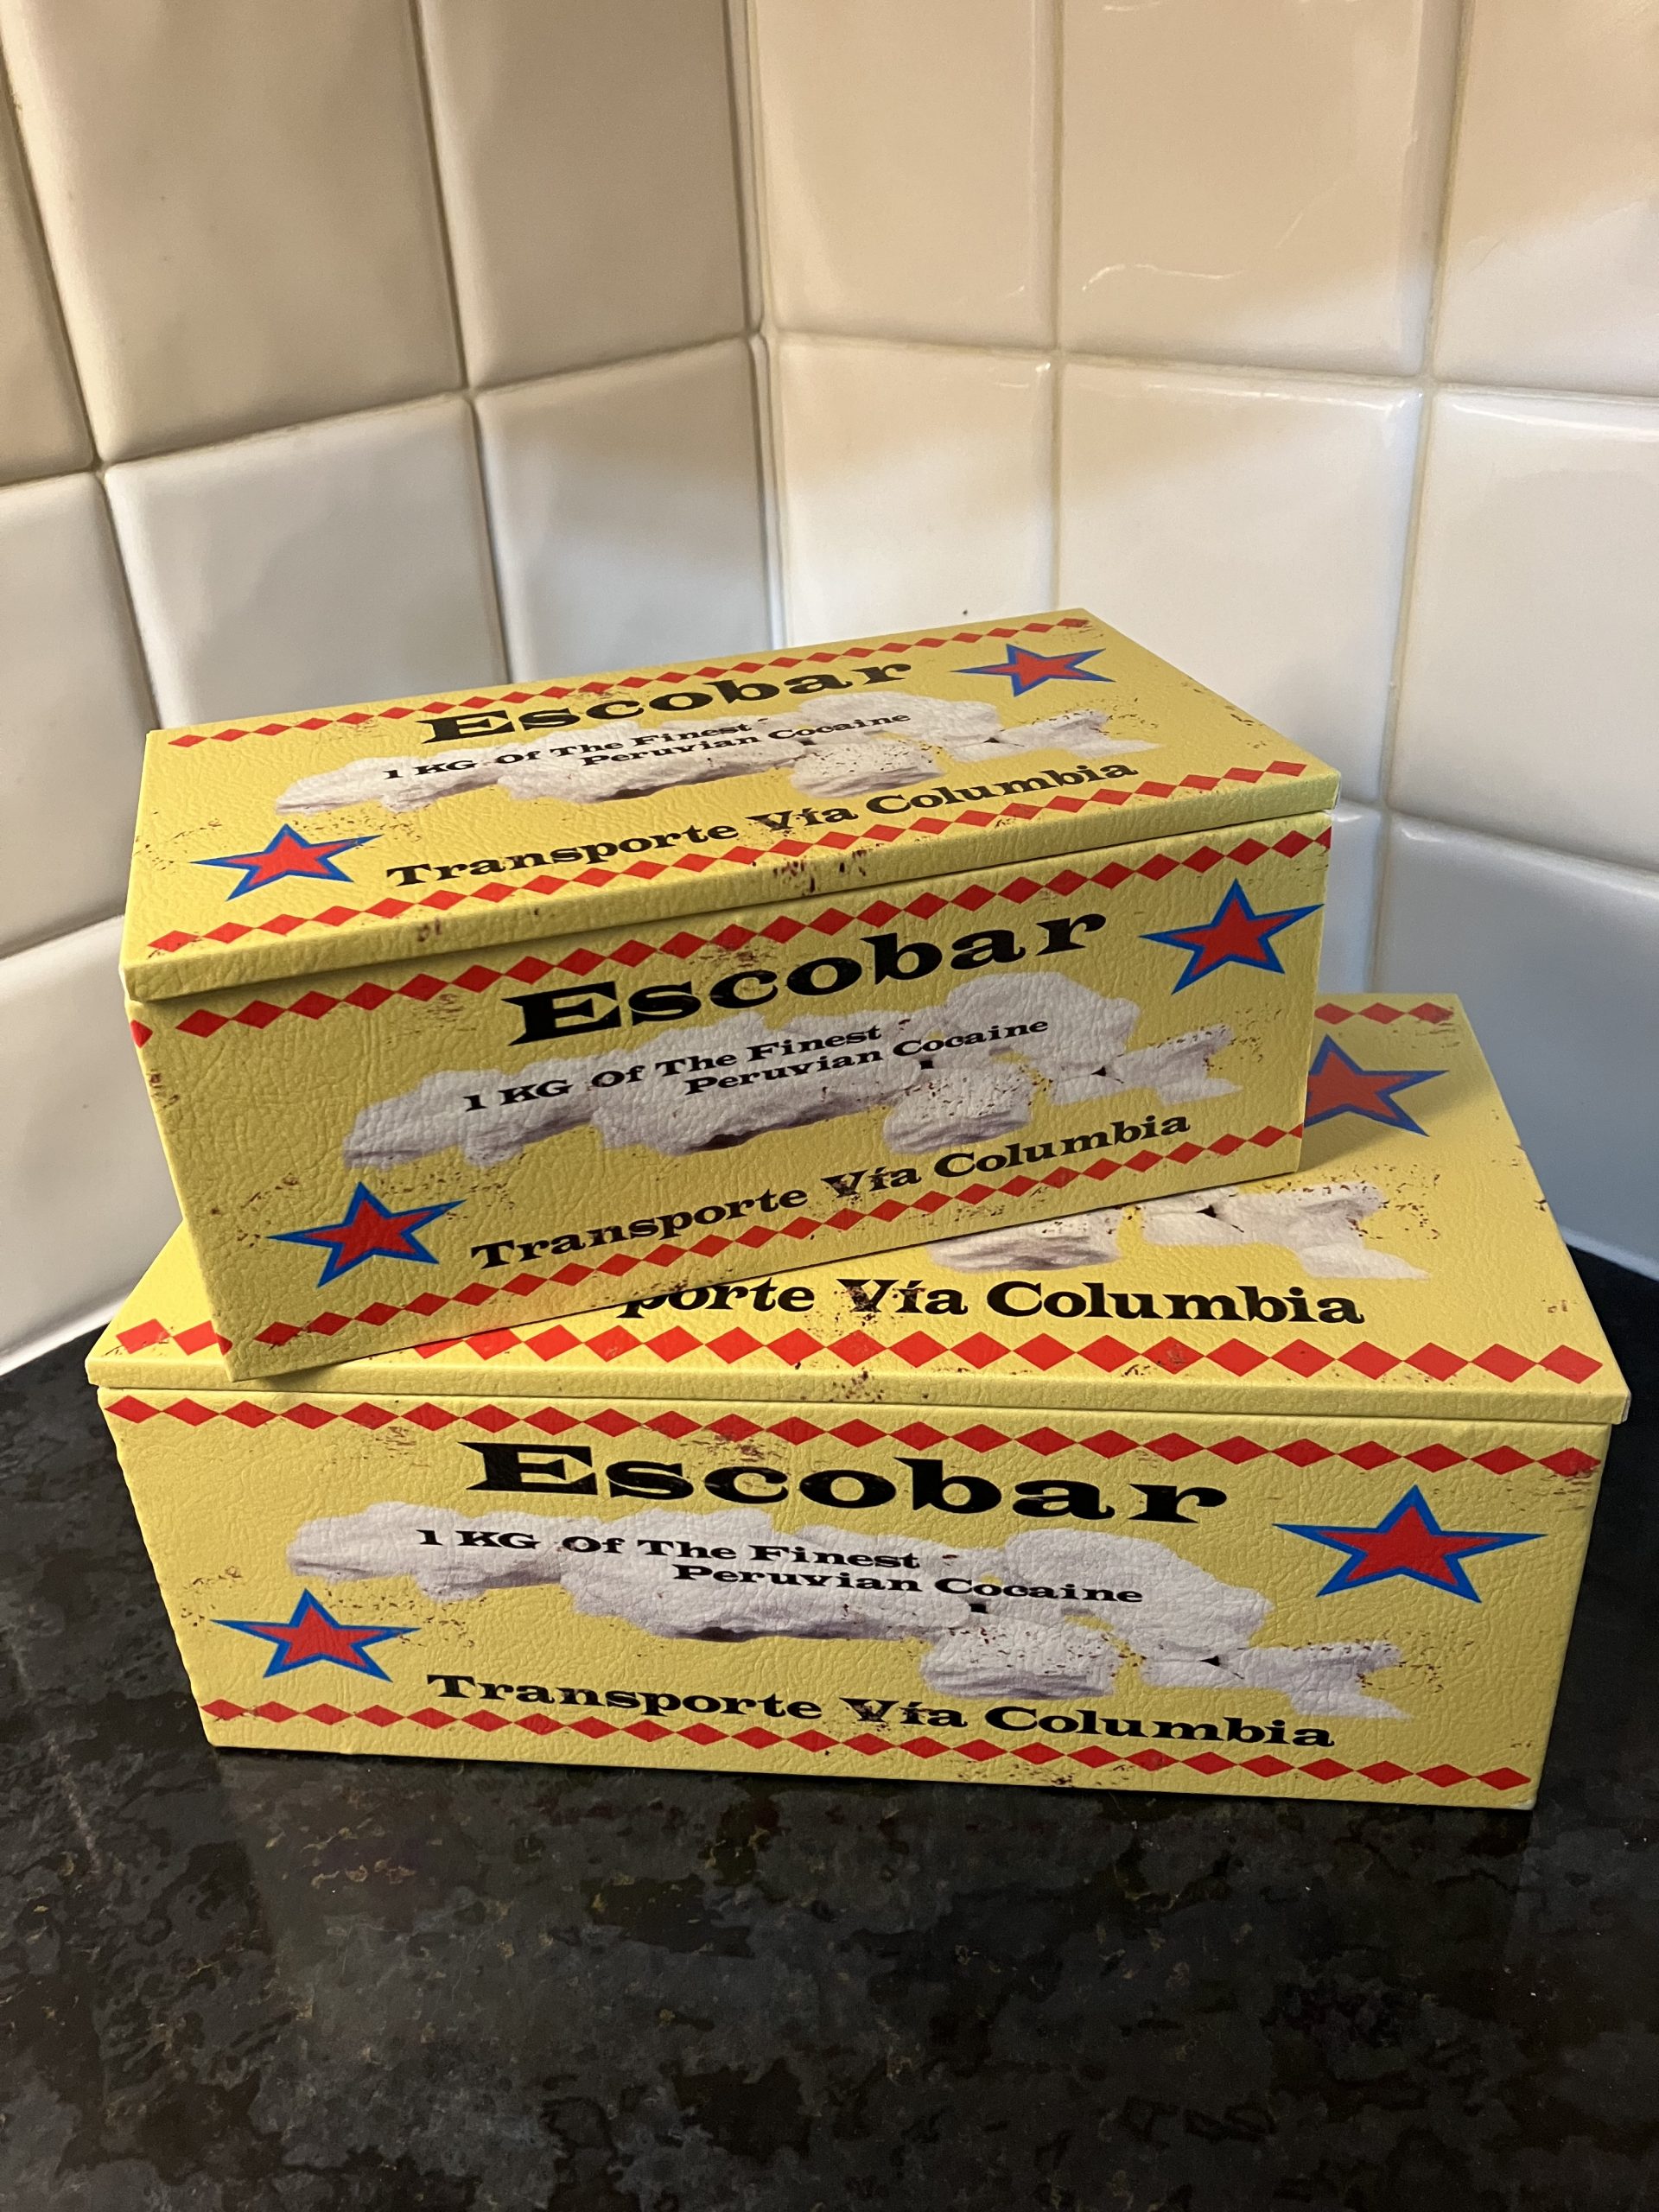 Escobar
1 KG Of The Finest
Peruvian Cocaine
Transporte Vía Columbia
Escobar
1 KG Of The Finest
Peruvian Cocaine
Transporte Vía Columbia
porte Vía Columbia
Escobar
1 KG Of The Finest
Peruvian Cocaine
Transporte Vía Columbia